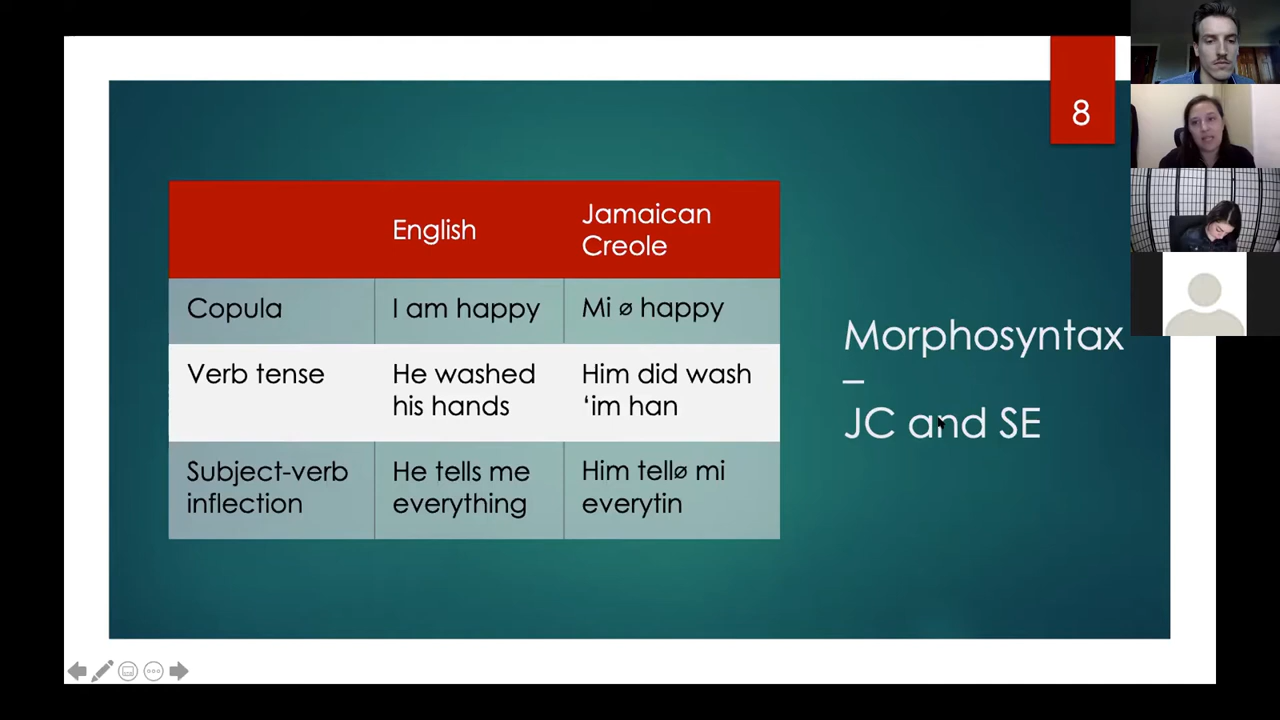 8
English
Jamaican
Creole
Copula
I am happy
Mi ø happy
Verb tense
He washed
his hands
Him did wash
‘im han
Subject-verb
inflection
He tells me
everything
Him tellø mi
everytin
Morphosyntax
–
JC and SE